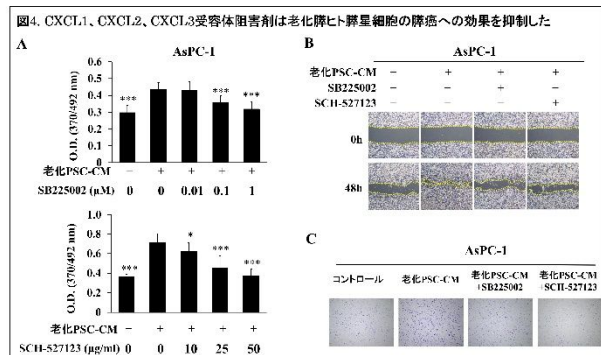 図4. CXCL1、CXCL2、CXCL3受容体阻害剤は老化膵ヒト膵星細胞の膵癌への効果を抑制した
A
AsPC-1
O.D. (370/492 nm)
0.6
0.5
0.4
0.3
0.2
0.1
0
*** *** ***
老化PSC-CM － ＋ ＋ ＋ ＋
SB225002 (μM) 0 0 0.01 0.1 1
O.D. (370/492 nm)
1.0
0.8
0.6
0.4
0.2
0
*** * *** ***
老化PSC-CM － ＋ ＋ ＋ ＋
SCH-527123 (μg/ml) 0 0 10 25 50
B
AsPC-1
老化PSC-CM － ＋ ＋ ＋
SB225002 － － ＋ －
SCH-527123 － － － ＋
0h
48h
C
AsPC-1
コントロール 老化PSC-CM 老化PSC-CM 老化PSC-CM
+SB225002 +SCH-527123